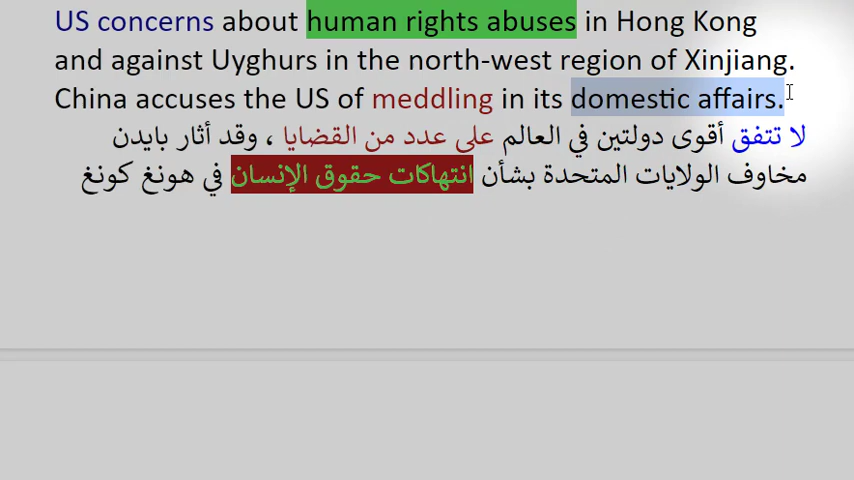 US concerns about human rights abuses in Hong Kong
and against Uyghurs in the north-west region of Xinjiang.
China accuses the US of meddling in its domestic affairs.
لا تتفق أقوى دولتين في العالم على عدد من القضايا ، وقد أثار بايدن
مخاوف الولايات المتحدة بشأن انتهاكات حقوق الإنسان في هونغ كونغ